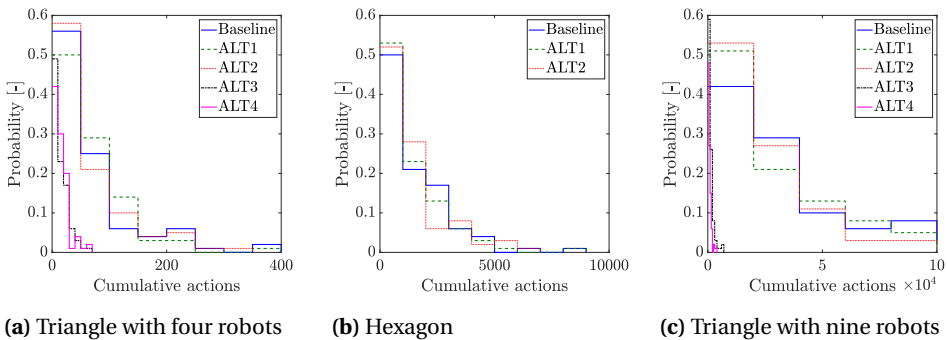 0.6
0.5
0.4
0.3
0.2
0.1
0
Probability [-]
0 200 400
Cumulative actions
Baseline
ALT1
ALT2
ALT3
ALT4
(a) Triangle with four robots
0.6
0.5
0.4
0.3
0.2
0.1
0
Probability [-]
0 5000 10000
Cumulative actions
Baseline
ALT1
ALT2
(b) Hexagon
0.6
0.5
0.4
0.3
0.2
0.1
0
Probability [-]
0 5 10
Cumulative actions ×10⁴
Baseline
ALT1
ALT2
ALT3
ALT4
(c) Triangle with nine robots